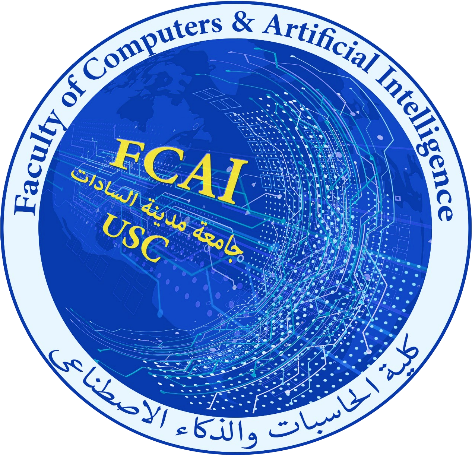 Faculty of Computers & Artificial Intelligence
FCAI
جامعة مدينة السادات
USC
كلية الحاسبات والذكاء الاصطناعي